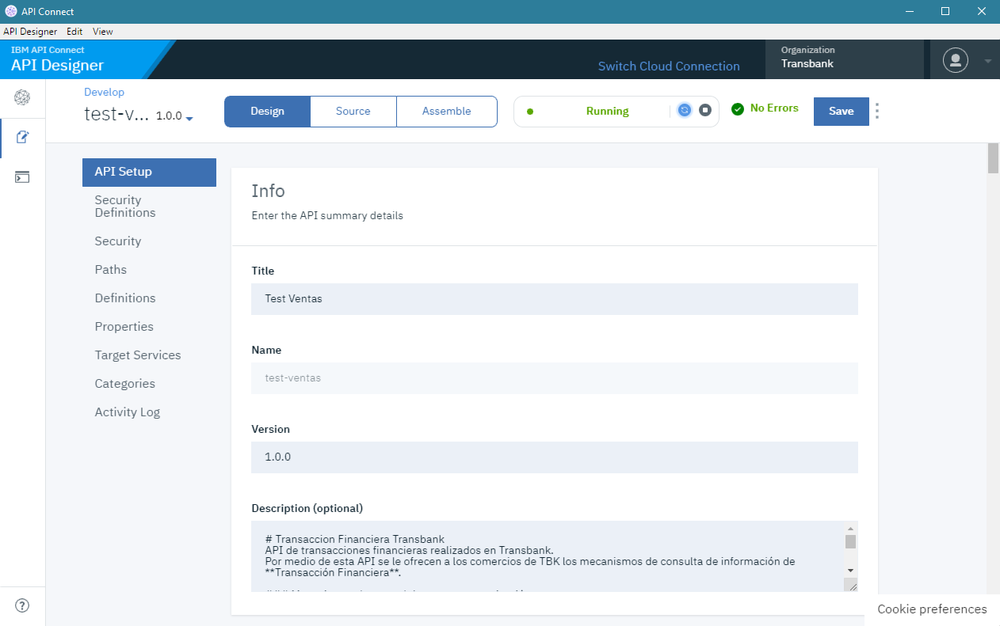 API Connect
API Designer Edit View
IBM API Connect
API Designer
Switch Cloud Connection
Organization
Transbank
Develop
test-v... 1.0.0
Design
Source
Assemble
Running
No Errors
Save
API Setup
Security
Definitions
Security
Paths
Definitions
Properties
Target Services
Categories
Activity Log
Info
Enter the API summary details
Title
Test Ventas
Name
test-ventas
Version
1.0.0
Description (optional)
# Transaccion Financiera Transbank
API de transacciones financieras realizados en Transbank.
Por medio de esta API se le ofrecen a los comercios de TBK los mecanismos de consulta de información de
**Transacción Financiera**.
Cookie preferences